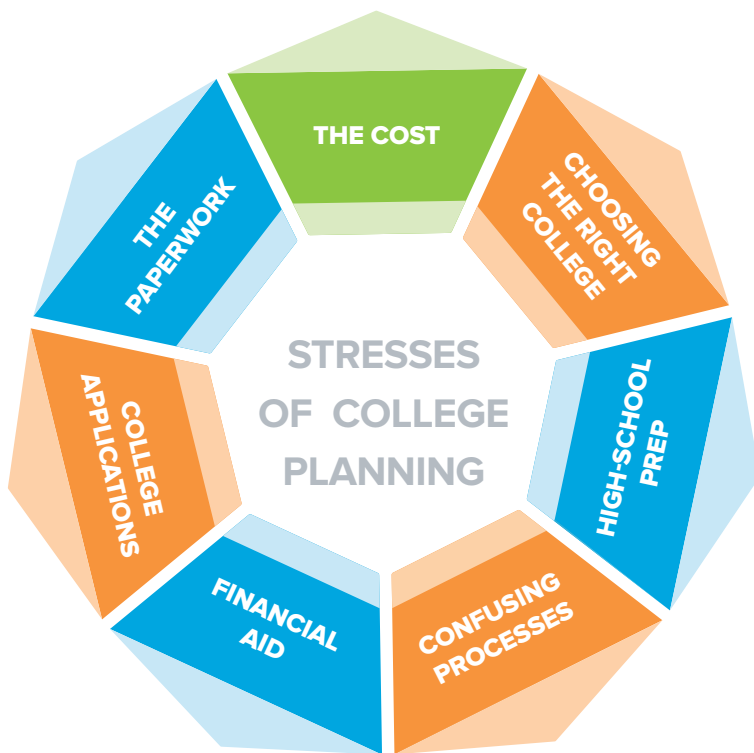 THE COST
CHOOSING
THE RIGHT
COLLEGE
HIGH-SCHOOL
PREP
CONFUSING
PROCESSES
FINANCIAL
AID
COLLEGE
APPLICATIONS
THE
PAPERWORK
STRESSES
OF COLLEGE
PLANNING